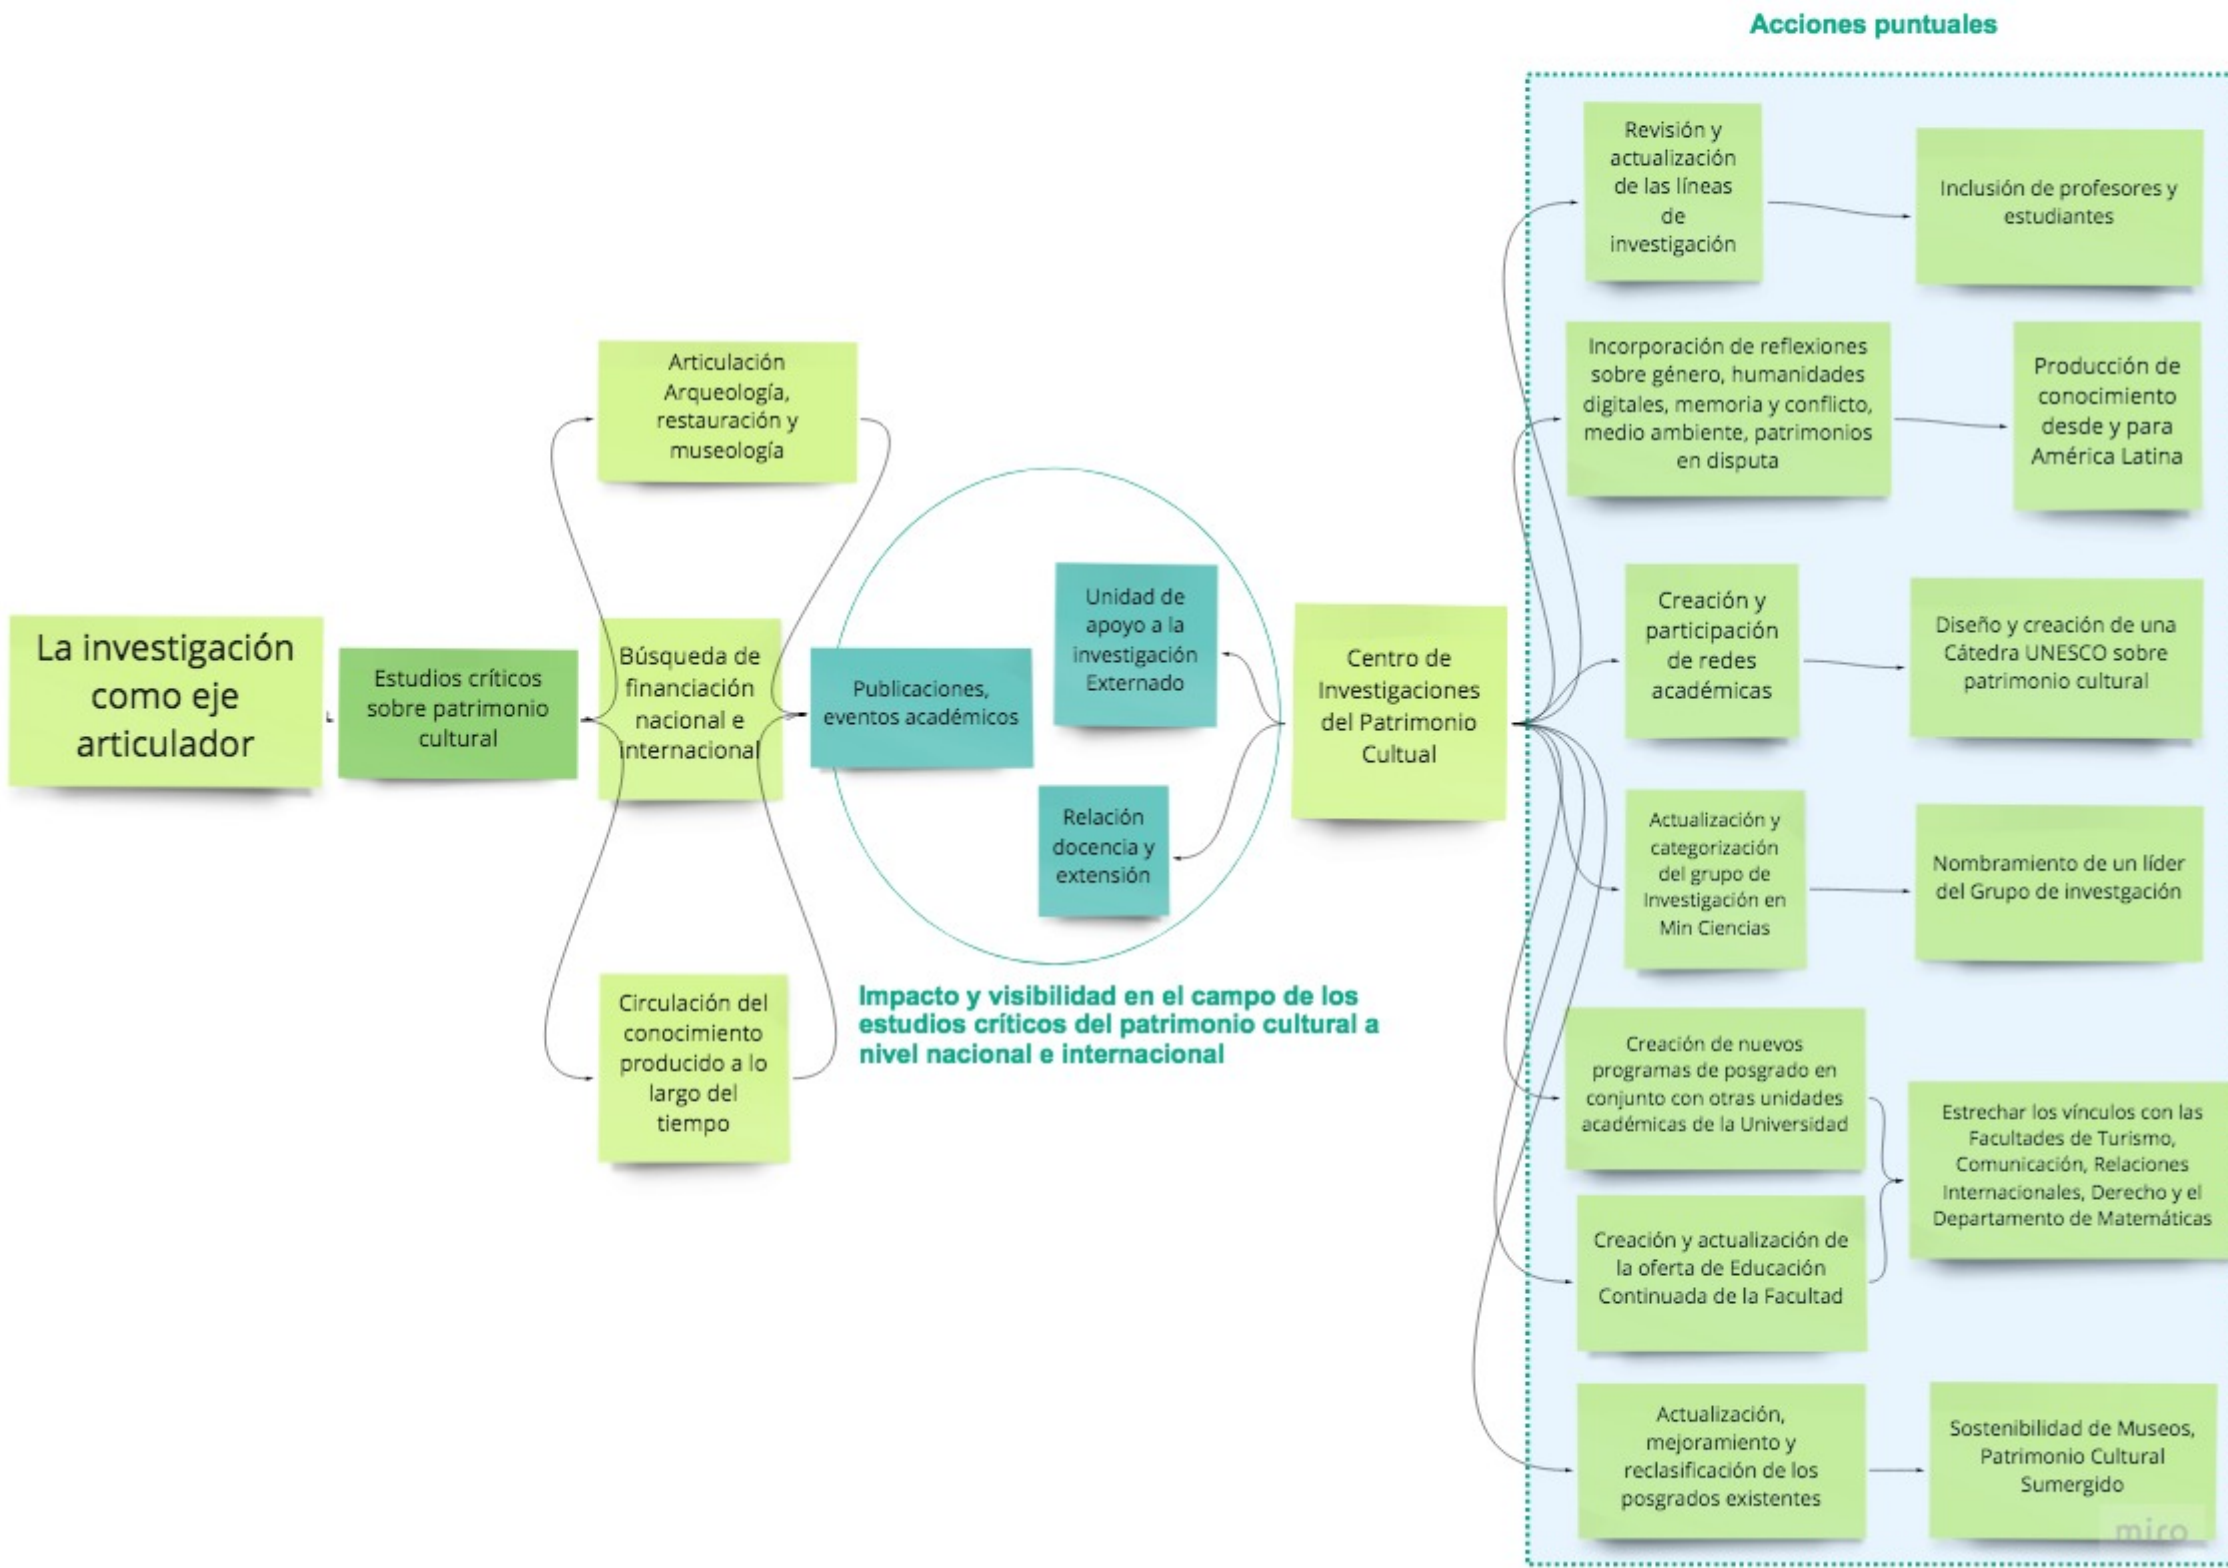 Acciones puntuales
La investigación
como eje
articulador
Estudios críticos
sobre patrimonio
cultural
Articulación
Arqueología,
restauración y
museología
Búsqueda de
financiación
nacional e
internacional
Circulación del
conocimiento
producido a lo
largo del
tiempo
Publicaciones,
eventos académicos
Unidad de
apoyo a la
investigación
Externado
Relación
docencia y
extensión
Impacto y visibilidad en el campo de los
estudios críticos del patrimonio cultural a
nivel nacional e internacional
Centro de
Investigaciones
del Patrimonio
Cultual
Revisión y
actualización
de las líneas
de
investigación
Inclusión de profesores y
estudiantes
Incorporación de reflexiones
sobre género, humanidades
digitales, memoria y conflicto,
medio ambiente, patrimonios
en disputa
Producción de
conocimiento
desde y para
América Latina
Creación y
participación
de redes
académicas
Diseño y creación de una
Cátedra UNESCO sobre
patrimonio cultural
Actualización y
categorización
del grupo de
Investigación en
Min Ciencias
Nombramiento de un líder
del Grupo de investgación
Creación de nuevos
programas de posgrado en
conjunto con otras unidades
académicas de la Universidad
Creación y actualización de
la oferta de Educación
Continuada de la Facultad
Estrechar los vínculos con las
Facultades de Turismo,
Comunicación, Relaciones
Internacionales, Derecho y el
Departamento de Matemáticas
Actualización,
mejoramiento y
reclasificación de los
posgrados existentes
Sostenibilidad de Museos,
Patrimonio Cultural
Sumergido
miro